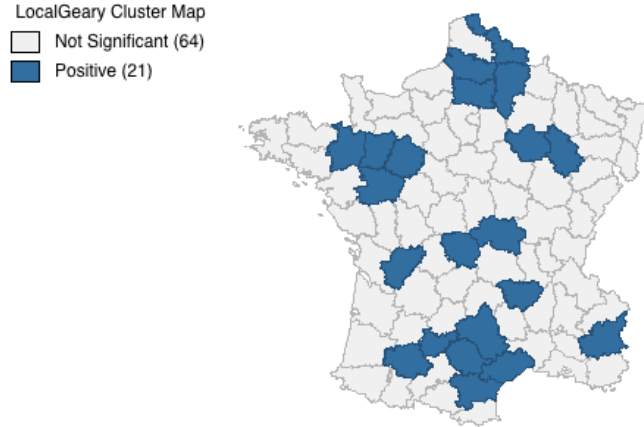 LocalGeary Cluster Map
Not Significant (64)
Positive (21)